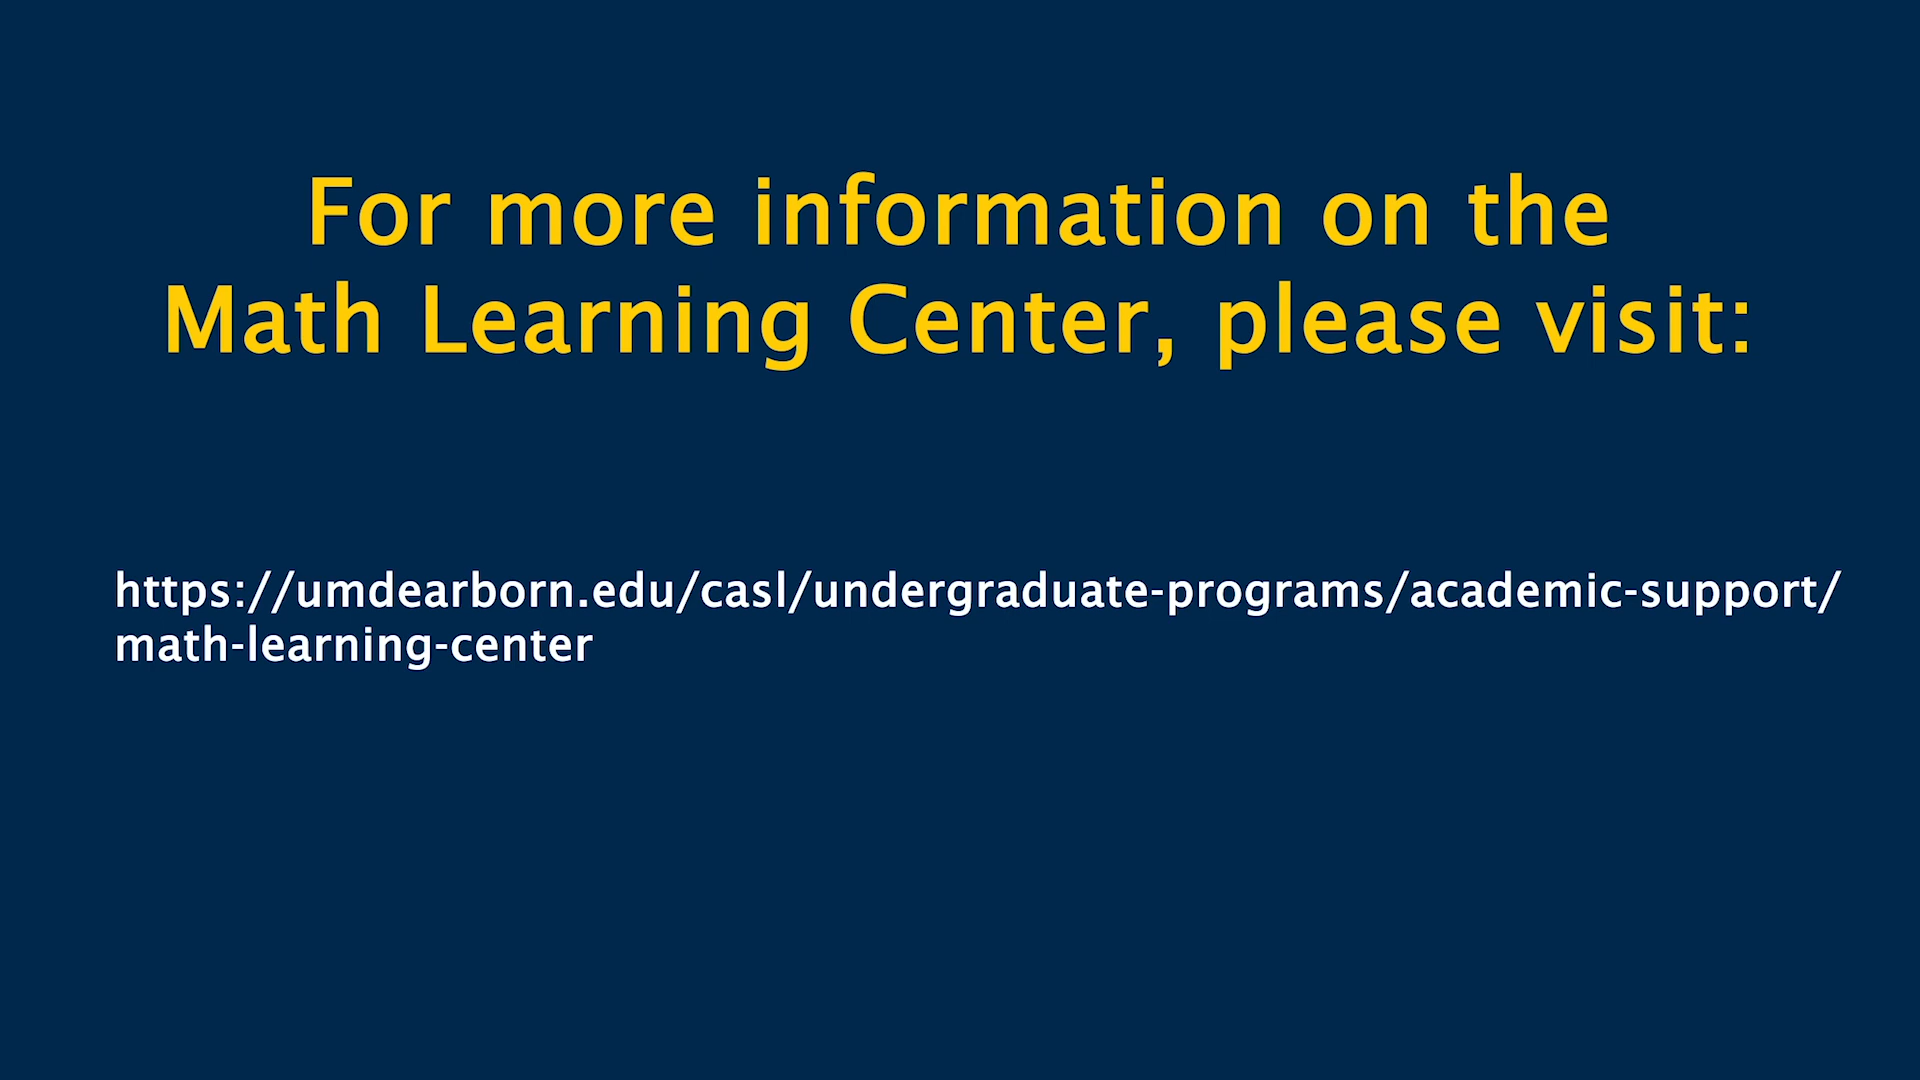 For more information on the
Math Learning Center, please visit:
https://umdearborn.edu/casl/undergraduate-programs/academic-support/
math-learning-center